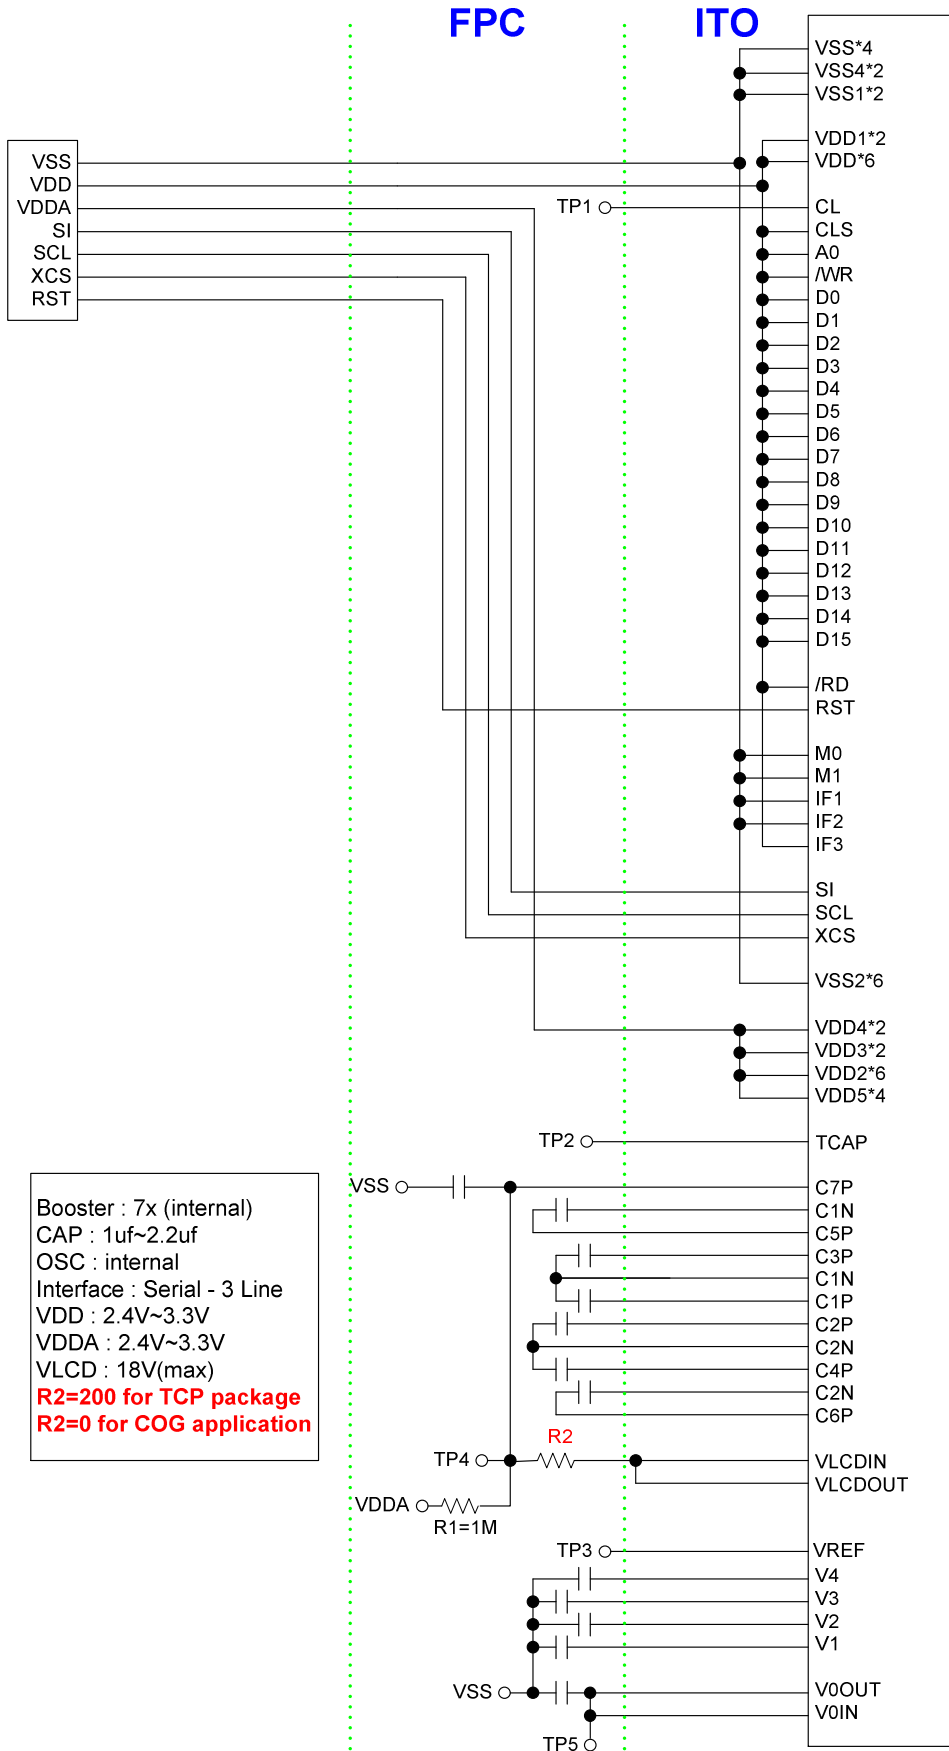 FPC
ITO
VSS*4
VSS4*2
VSS1*2
VDD1*2
VSS
VDD*6
VDD
VDDA
TP1
CL
SI
CLS
SCL
A0
XCS
/WR
RST
D0
D1
D2
D3
D4
D5
D6
D7
D8
D9
D10
D11
D12
D13
D14
D15
/RD
RST
M0
M1
IF1
IF2
IF3
SI
SCL
XCS
VSS2*6
VDD4*2
VDD3*2
VDD2*6
VDD5*4
TP2
TCAP
VSS
C7P
C1N
C5P
C3P
C1N
C1P
C2P
C2N
C4P
C2N
C6P
Booster : 7x (internal)
CAP : 1uf~2.2uf
OSC : internal
Interface : Serial - 3 Line
VDD : 2.4V~3.3V
VDDA : 2.4V~3.3V
VLCD : 18V(max)
R2=200 for TCP package
R2=0 for COG application
R2
TP4
VLCDIN
VLCDOUT
VDDA
R1=1M
TP3
VREF
V4
V3
V2
V1
VSS
V0OUT
V0IN
TP5